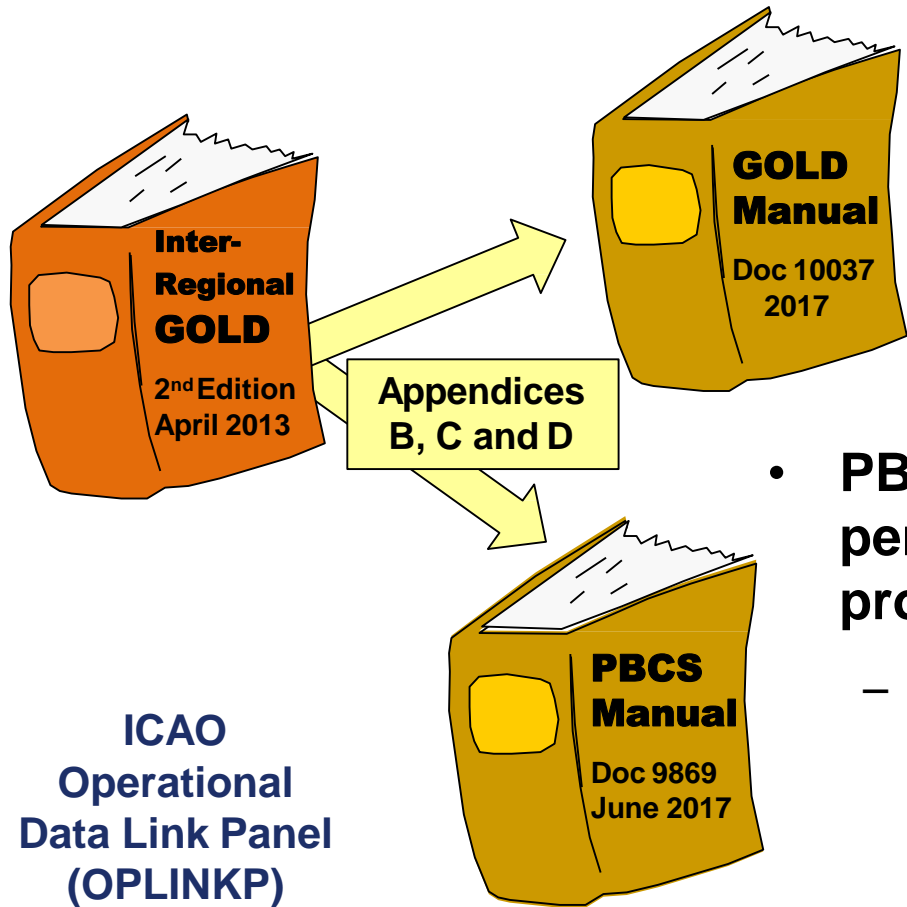 Inter-
Regional
GOLD
2nd Edition
April 2013
GOLD
Manual
Doc 10037
2017
Appendices
B, C and D
PBCS
Manual
Doc 9869
June 2017
ICAO
Operational
Data Link Panel
(OPLINKP)
•
–